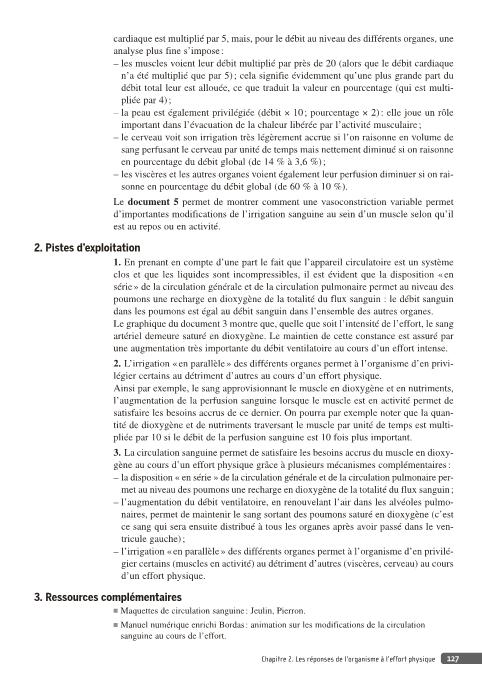 cardiaque est multiplié par 5, mais, pour le débit au niveau des différents organes, une
analyse plus fine s'impose :
– les muscles voient leur débit multiplié par près de 20 (alors que le débit cardiaque
n'a été multiplié que par 5) ; cela signifie évidemment qu'une plus grande part du
débit total leur est allouée, ce que traduit la valeur en pourcentage (qui est multi-
pliée par 4) ;
– la peau est également privilégiée (débit × 10 ; pourcentage × 2) : elle joue un rôle
important dans l'évacuation de la chaleur libérée par l'activité musculaire ;
– le cerveau voit son irrigation très légèrement accrue si l'on raisonne en volume de
sang perfusant le cerveau par unité de temps mais nettement diminué si on raisonne
en pourcentage du débit global (de 14 % à 3,6 %) ;
– les viscères et les autres organes voient également leur perfusion diminuer si on rai-
sonne en pourcentage du débit global (de 60 % à 10 %).
Le document 5 permet de montrer comment une vasoconstriction variable permet
d'importantes modifications de l'irrigation sanguine au sein d'un muscle selon qu'il
est au repos ou en activité.
2. Pistes d'exploitation
1. En prenant en compte d'une part le fait que l'appareil circulatoire est un système
clos et que les liquides sont incompressibles, il est évident que la disposition « en
série » de la circulation générale et de la circulation pulmonaire permet au niveau des
poumons une recharge en dioxygène de la totalité du flux sanguin : le débit sanguin
dans les poumons est égal au débit sanguin dans l'ensemble des autres organes.
Le graphique du document 3 montre que, quelle que soit l'intensité de l'effort, le sang
artériel demeure saturé en dioxygène. Le maintien de cette constance est assuré par
une augmentation très importante du débit ventilatoire au cours d'un effort intense.
2. L'irrigation « en parallèle » des différents organes permet à l'organisme d'en privi-
légier certains au détriment d'autres au cours d'un effort physique.
Ainsi par exemple, le sang approvisionnant le muscle en dioxygène et en nutriments,
l'augmentation de la perfusion sanguine lorsque le muscle est en activité permet de
satisfaire les besoins accrus de ce dernier. On pourra par exemple noter que la quan-
tité de dioxygène et de nutriments traversant le muscle par unité de temps est multi-
pliée par 10 si le débit de la perfusion sanguine est 10 fois plus important.
3. La circulation sanguine permet de satisfaire les besoins accrus du muscle en dioxy-
gène au cours d'un effort physique grâce à plusieurs mécanismes complémentaires :
– la disposition « en série » de la circulation générale et de la circulation pulmonaire per-
met au niveau des poumons une recharge en dioxygène de la totalité du flux sanguin ;
– l'augmentation du débit ventilatoire, en renouvelant l'air dans les alvéoles pulmo-
naires, permet de maintenir le sang sortant des poumons saturé en dioxygène (c'est
ce sang qui sera ensuite distribué à tous les organes après avoir passé dans le ven-
tricule gauche) ;
– l'irrigation « en parallèle » des différents organes permet à l'organisme d'en privilé-
gier certains (muscles en activité) au détriment d'autres (viscères, cerveau) au cours
d'un effort physique.
3. Ressources complémentaires
■ Maquettes de circulation sanguine : Jeulin, Pierron.
■ Manuel numérique enrichi Bordas : animation sur les modifications de la circulation
sanguine au cours de l'effort.
Chapitre 2. Les réponses de l'organisme à l'effort physique 127